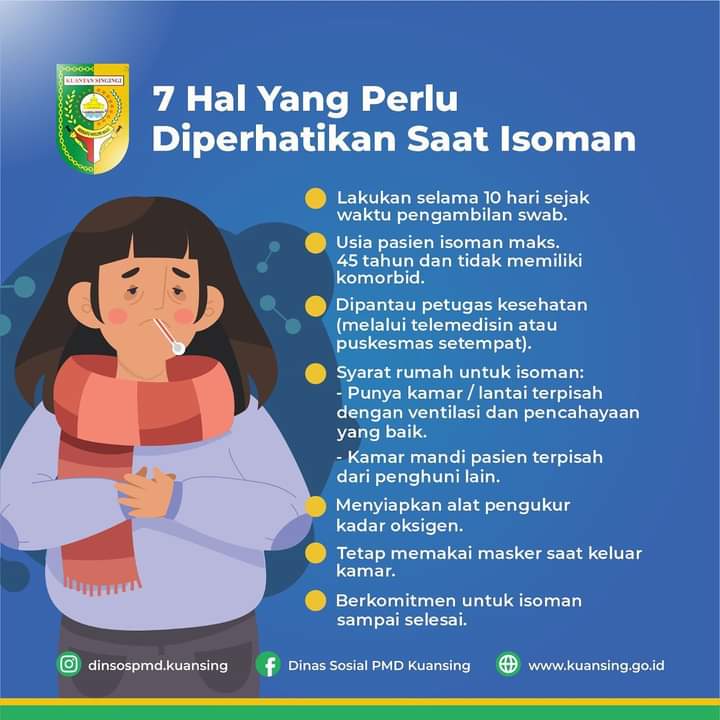 KUANTAN SINGINGI
7 Hal Yang Perlu
Diperhatikan Saat Isoman
Lakukan selama 10 hari sejak
waktu pengambilan swab.
Usia pasien isoman maks.
45 tahun dan tidak memiliki
komorbid.
Dipantau petugas kesehatan
(melalui telemedisin atau
puskesmas setempat).
Syarat rumah untuk isoman:
- Punya kamar / lantai terpisah
dengan ventilasi dan pencahayaan
yang baik.
- Kamar mandi pasien terpisah
dari penghuni lain.
Menyiapkan alat pengukur
kadar oksigen.
Tetap memakai masker saat keluar
kamar.
Berkomitmen untuk isoman
sampai selesai.
dinsospmd.kuansing
Dinas Sosial PMD Kuansing
www.kuansing.go.id